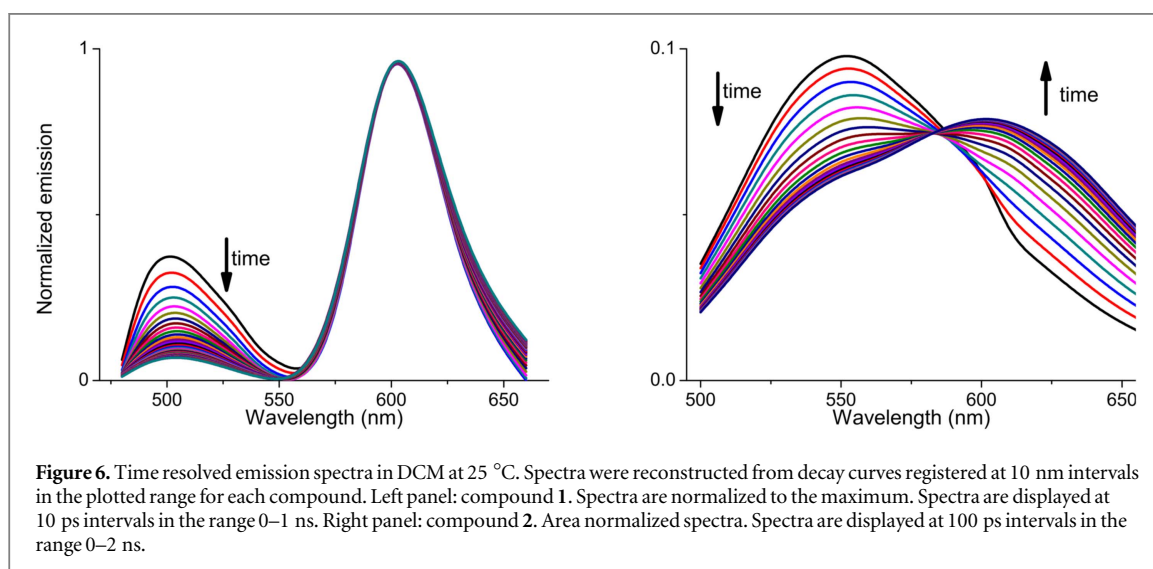 1
Normalized emission
0
time
500
550
600
650
Wavelength (nm)
0.1
0.0
time
time
500
550
600
650
Wavelength (nm)
Figure 6. Time resolved emission spectra in DCM at 25 °C. Spectra were reconstructed from decay curves registered at 10 nm intervals
in the plotted range for each compound. Left panel: compound 1. Spectra are normalized to the maximum. Spectra are displayed at
10 ps intervals in the range 0–1 ns. Right panel: compound 2. Area normalized spectra. Spectra are displayed at 100 ps intervals in the
range 0–2 ns.